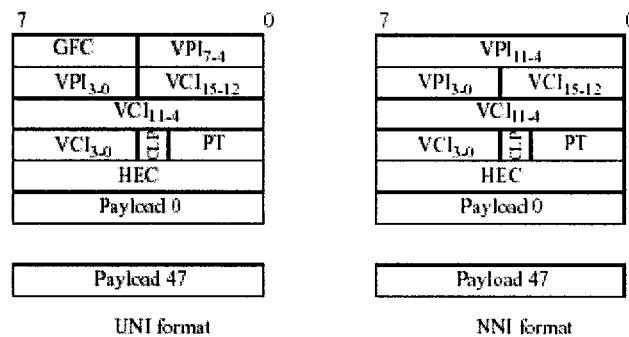 7 0
GFC VPI7-4
VPI3-0 VCI15-12
VCI11-4
VCI3-0 CLP PT
HEC
Payload 0
Payload 47
UNI format
7 0
VPI11-4
VPI3-0 VCI15-12
VCI11-4
VCI3-0 CLP PT
HEC
Payload 0
Payload 47
NNI format